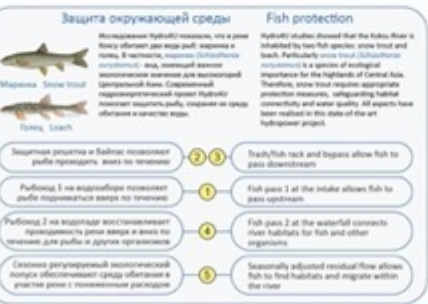 Защита окружающей среды
Исследования Hydro4U показали, что в реке
Коксу обитают два вида рыб: маринка и
голец. В частности, маринка (Schizothorax
eurystomus) - вид, имеющий важное
экологическое значение для высокогорий
Центральной Азии. Современный
гидроэнергетический проект Hydro4U
помогает защитить рыбу, сохраняя их среду
обитания и качество воды.
Маринка Snow trout
Голец Loach
Fish protection
Hydro4U studies showed that the Koksu River is
inhabited by two fish species: snow trout and
loach. Particularly snow trout (Schizothorax
eurystomus) is a species of ecological
importance for the highlands of Central Asia.
Therefore, snow trout requires appropriate
protection measures, safeguarding habitat
connectivity and water quality. All aspects have
been realised in this state-of-the-art
hydropower project.
Защитная решетка и байпас позволяют
рыбе проходить вниз по течению
2 3
Trash/fish rack and bypass allow fish to
pass downstream
Рыбоход 1 на водозаборе позволяет
рыбе подниматься вверх по течению
1
Fish pass 1 at the intake allows fish to
pass upstream
Рыбоход 2 на водопаде восстанавливает
проходимость реки вверх и вниз по
течению для рыбы и других организмов
4
Fish pass 2 at the waterfall connects
river habitats for fish and other
organisms
Сезонно регулируемый экологический
попуск обеспечивают среду обитания в
участке реки с пониженным расходом
5
Seasonally adjusted residual flow allows
fish to find habitats and migrate within
the river